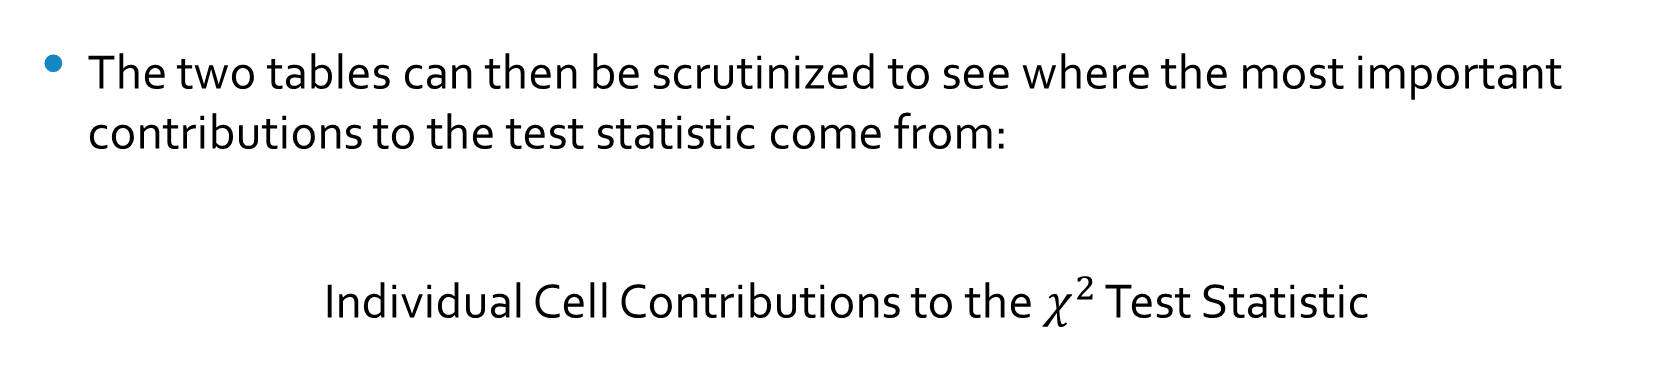 • The two tables can then be scrutinized to see where the most important
contributions to the test statistic come from:
Individual Cell Contributions to the χ² Test Statistic